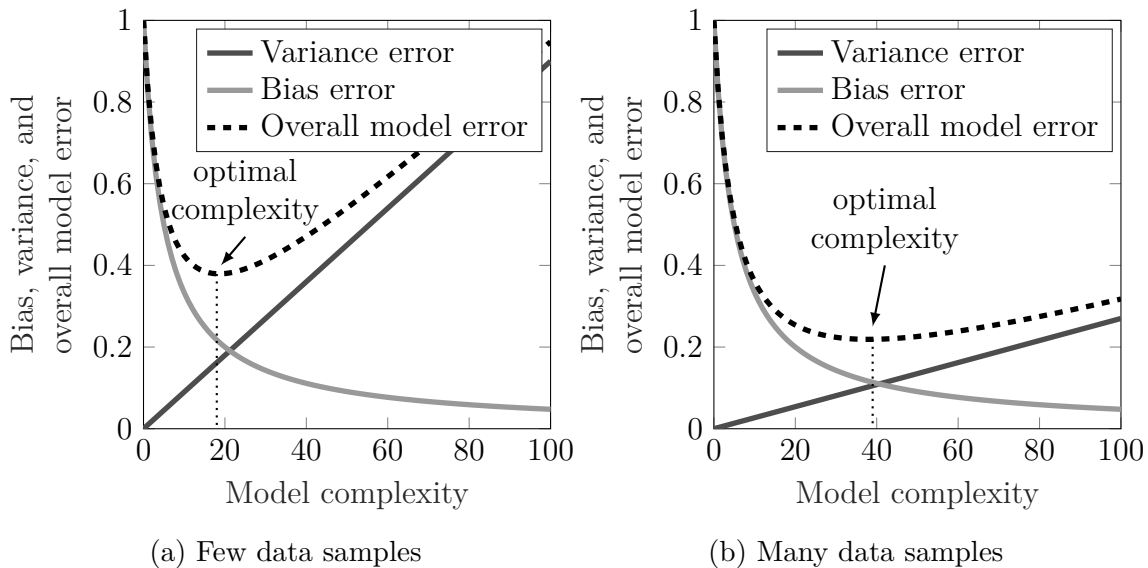 Bias, variance, and
overall model error
1
0.8
0.6
0.4
0.2
0
0
20
40
60
80
100
Variance error
Bias error
Overall model error
optimal
complexity
Model complexity
(a) Few data samples
Bias, variance, and
overall model error
1
0.8
0.6
0.4
0.2
0
0
20
40
60
80
100
Variance error
Bias error
Overall model error
optimal
complexity
Model complexity
(b) Many data samples